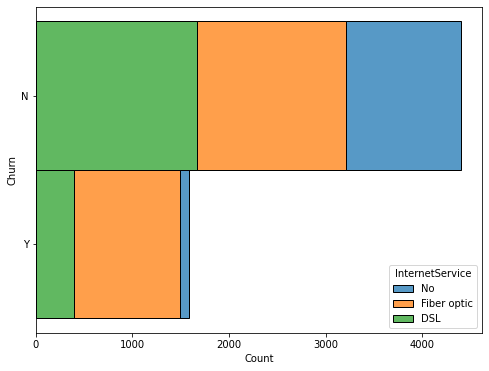 N
Churn
Y
InternetService
No
Fiber optic
DSL
0
1000
2000
3000
4000
Count